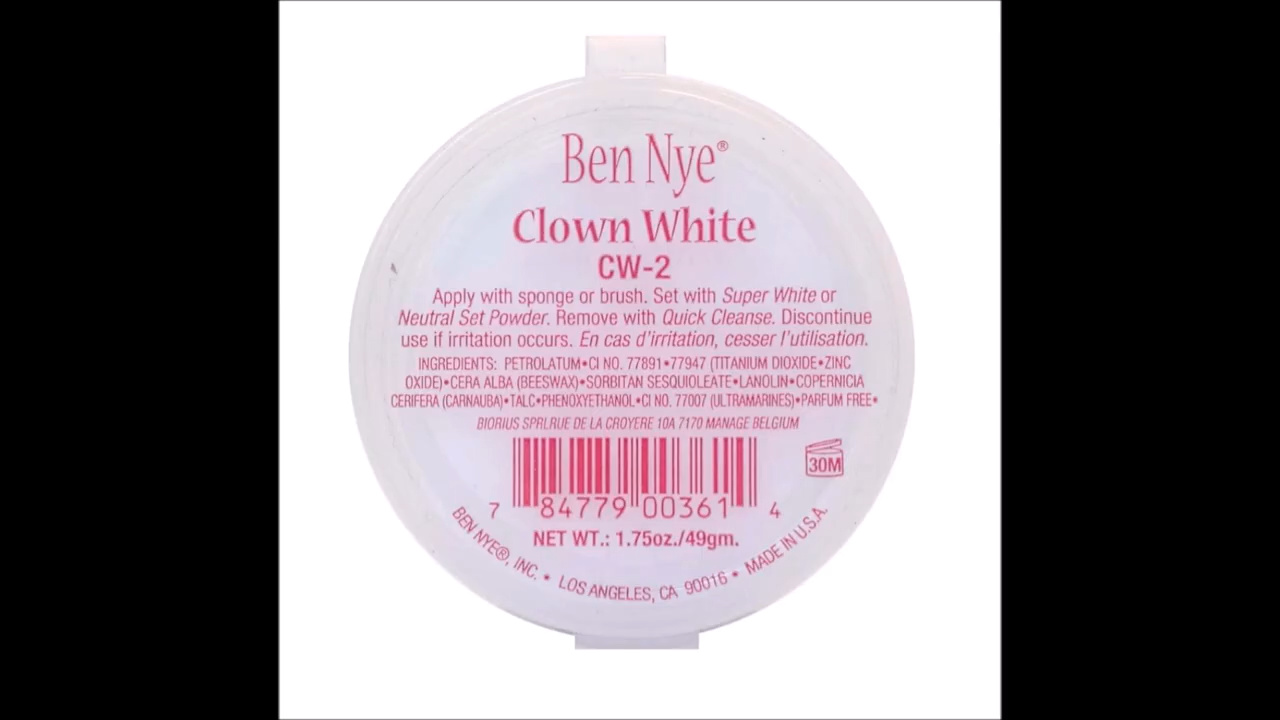 Ben Nye®
Clown White
CW-2
Apply with sponge or brush. Set with Super White or
Neutral Set Powder. Remove with Quick Cleanse. Discontinue
use if irritation occurs. En cas d'irritation, cesser l'utilisation.
INGREDIENTS: PETROLATUM•CI NO. 77891•77947 (TITANIUM DIOXIDE•ZINC
OXIDE)•CERA ALBA (BEESWAX)•SORBITAN SESQUIOLEATE•LANOLIN•COPERNICIA
CERIFERA (CARNAUBA)•TALC•PHENOXYETHANOL•CI NO. 77007 (ULTRAMARINES)•PARFUM FREE•
BIORIUS SPRLRUE DE LA CROYERE 10A 7170 MANAGE BELGIUM
30M
7 84779 00361 4
NET WT.: 1.75oz./49gm.
BEN NYE®, INC. • LOS ANGELES, CA 90016 • MADE IN U.S.A.